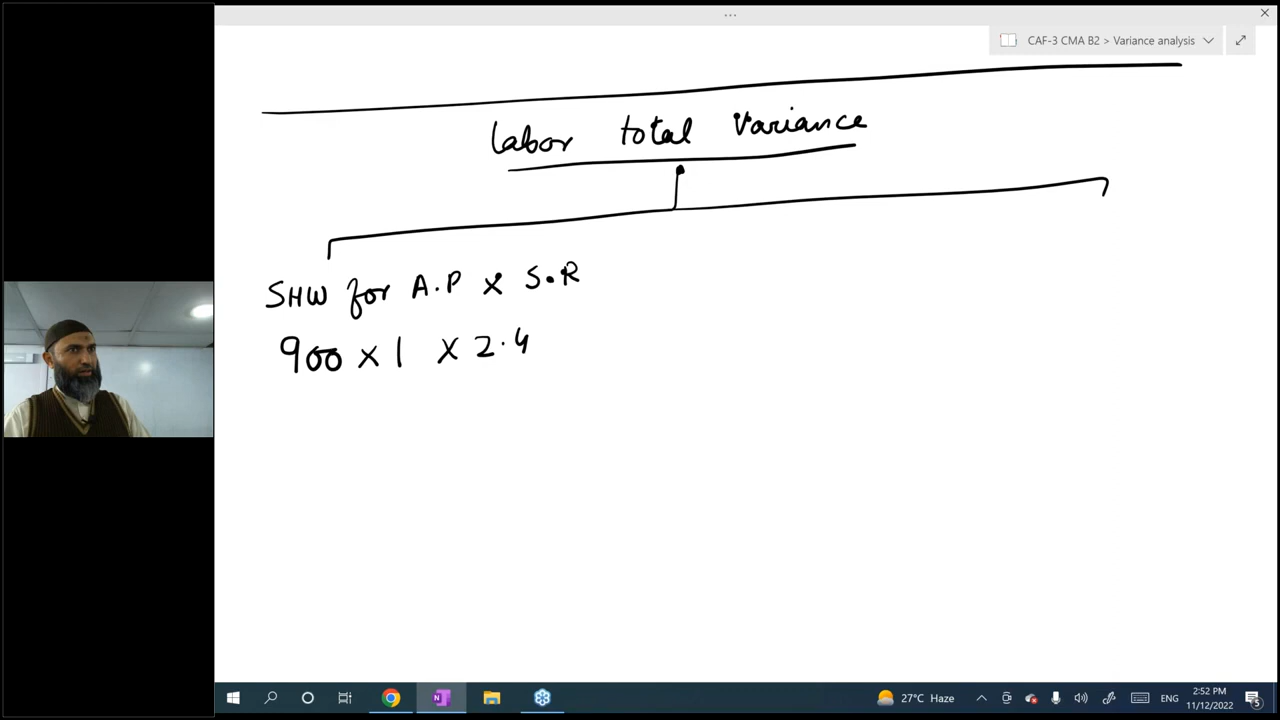 CAF-3 CMA B2 > Variance analysis
Labor total Variance
SHW for A.P × S.R
900 × 1 × 2.4
27°C Haze
ENG
2:52 PM
11/12/2022
5